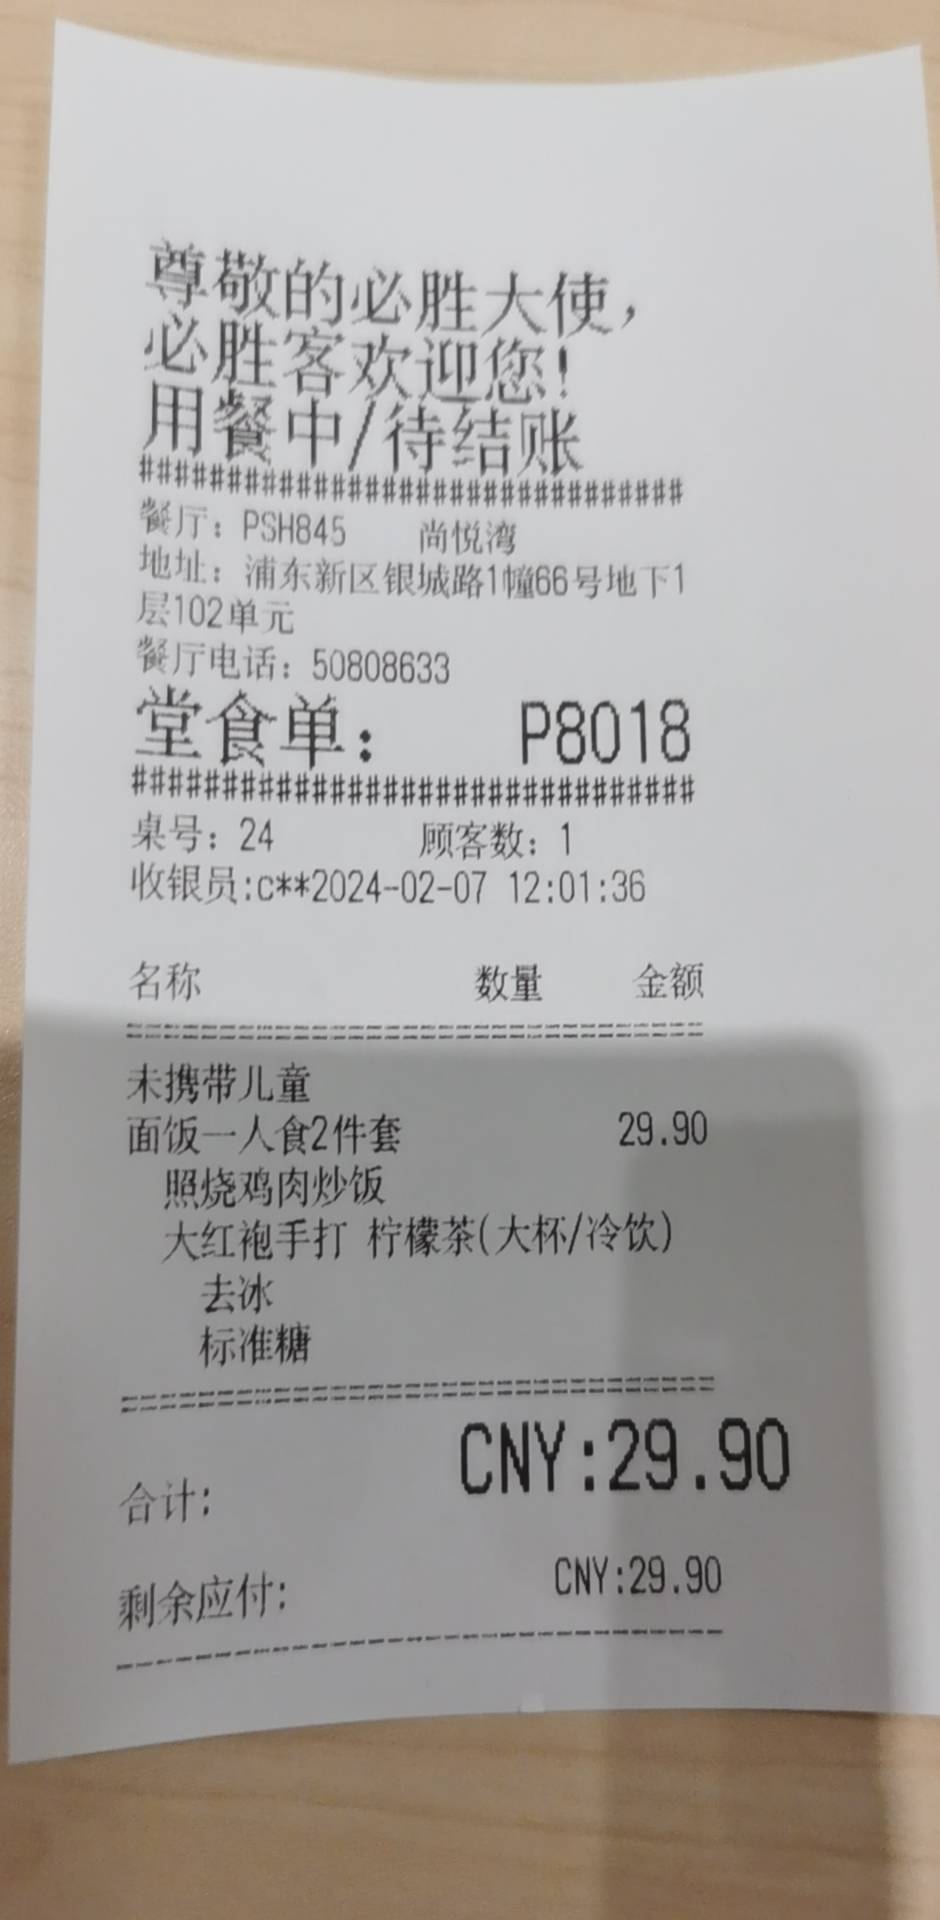 尊敬的必胜大使，
必胜客欢迎您！
用餐中/待结账
################################
餐厅：PSH845 尚悦湾
地址：浦东新区银城路1幢66号地下1
层102单元
餐厅电话：50808633
堂食单： P8018
################################
桌号：24 顾客数：1
收银员:c**2024-02-07 12:01:36
名称 数量 金额
================================
未携带儿童
面饭一人食2件套 29.90
照烧鸡肉炒饭
大红袍手打 柠檬茶(大杯/冷饮)
去冰
标准糖
================================
合计: CNY:29.90
剩余应付: CNY:29.90
--------------------------------